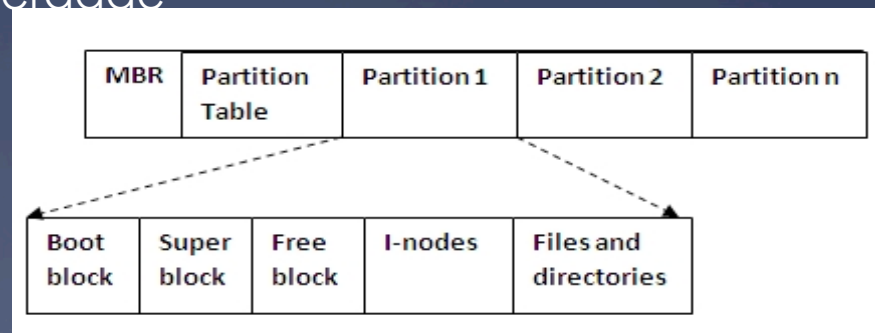 MBR
Partition
Table
Partition 1
Partition 2
Partition n
Boot
block
Super
block
Free
block
I-nodes
Files and
directories